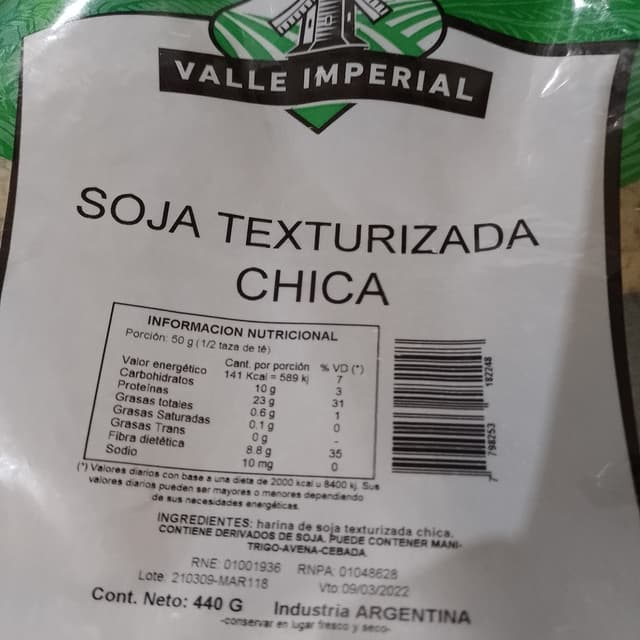 VALLE IMPERIAL
SOJA TEXTURIZADA
CHICA
INFORMACION NUTRICIONAL
Porción: 50 g (1/2 taza de té)
Cant. por porción % VD (*)
Valor energético 141 Kcal = 589 kj 7
Carbohidratos 10 g 3
Proteínas 23 g 31
Grasas totales 0.6 g 1
Grasas Saturadas 0.1 g 0
Grasas Trans 0 g -
Fibra dietética 8.8 g 35
Sodio 10 mg 0
(*) Valores diarios con base a una dieta de 2000 kcal u 8400 kj. Sus
valores diarios pueden ser mayores o menores dependiendo
de sus necesidades energéticas.
INGREDIENTES: harina de soja texturizada chica.
CONTIENE DERIVADOS DE SOJA. PUEDE CONTENER MANI-
TRIGO-AVENA-CEBADA
RNE: 01001936 RNPA: 01048628
Lote: 210309-MAR118 Vto:09/03/2022
Cont. Neto: 440 G Industria ARGENTINA
-conservar en lugar fresco y seco-
7 798253 182248